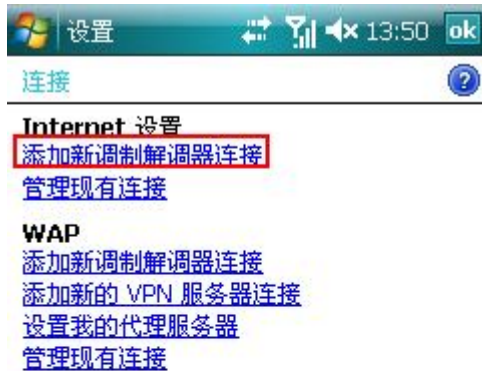 设置 13:50 ok
连接
Internet 设置
添加新调制解调器连接
管理现有连接
WAP
添加新调制解调器连接
添加新的 VPN 服务器连接
设置我的代理服务器
管理现有连接